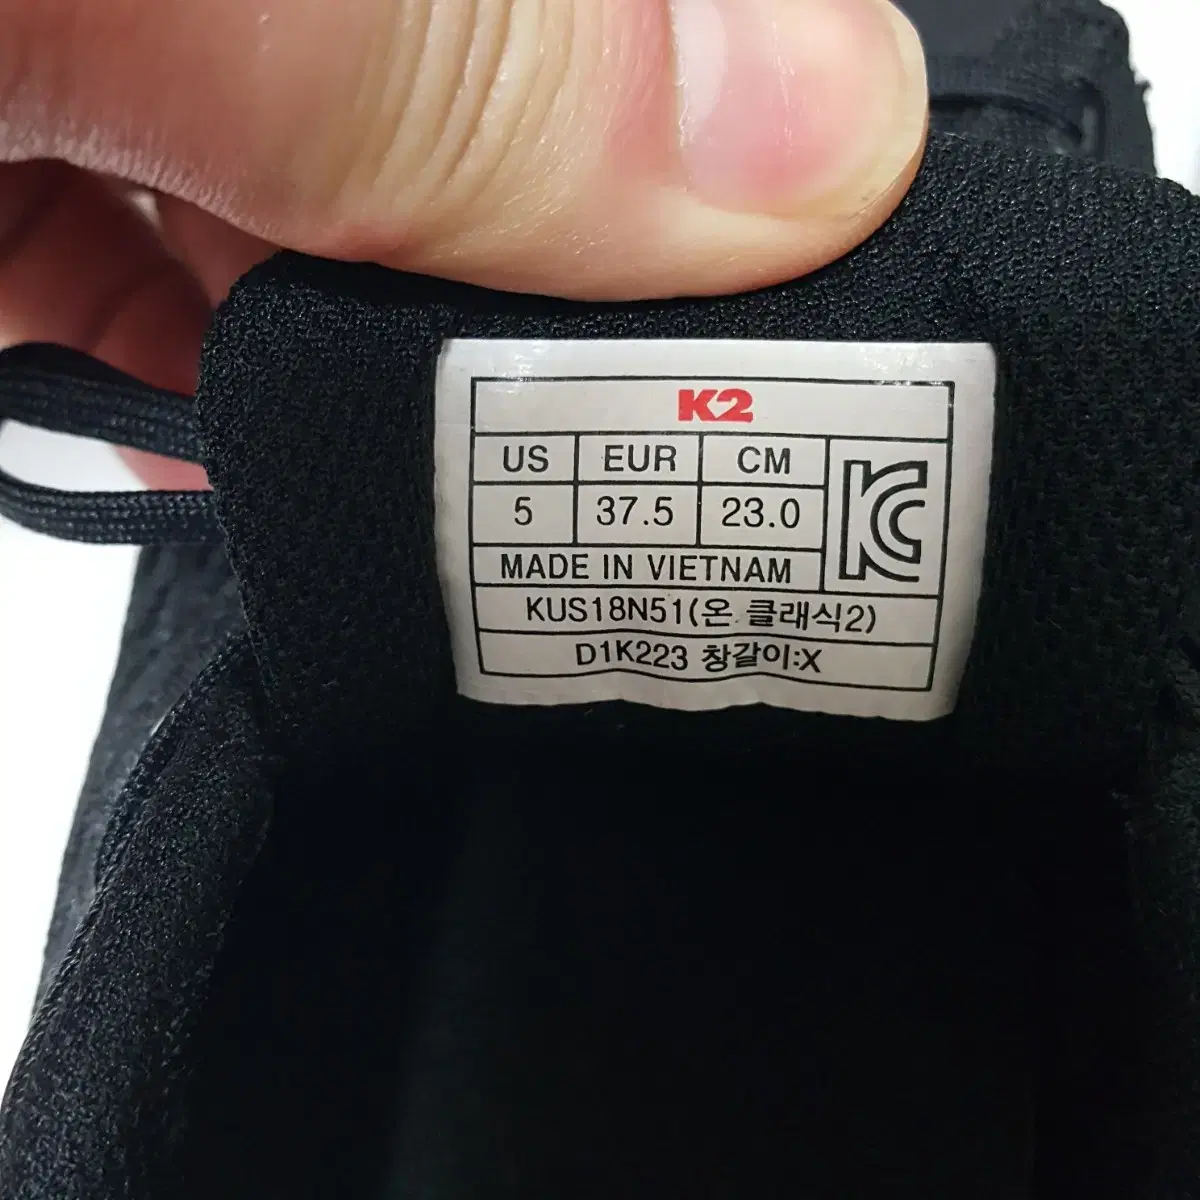 K2
US EUR CM
5 37.5 23.0
KC
MADE IN VIETNAM
KUS18N51(온 클래식2)
D1K223 창갈이:X